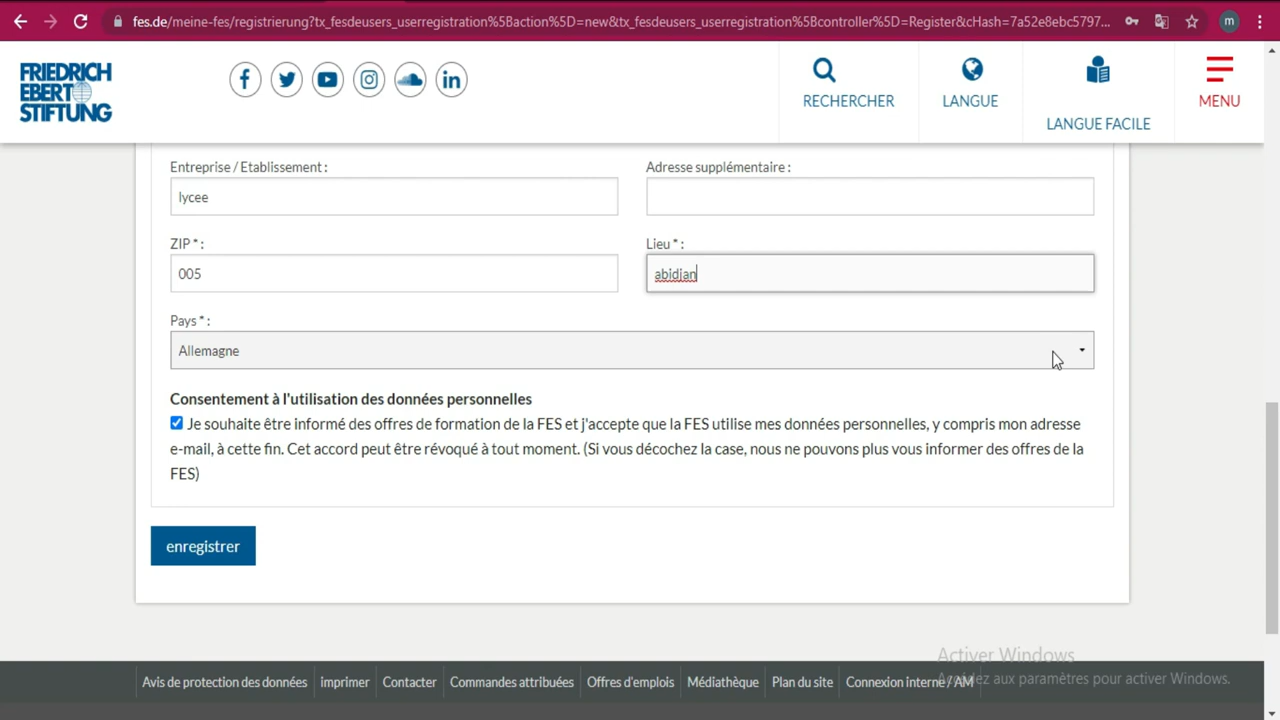 fes.de/meine-fes/registrierung?tx_fesdeusers_userregistration%5Baction%5D=new&tx_fesdeusers_userregistration%5Bcontroller%5D=Register&cHash=7a52e8ebc5797...
m
FRIEDRICH
EBERT
STIFTUNG
RECHERCHER
LANGUE
LANGUE FACILE
MENU
Entreprise / Etablissement :
Adresse supplémentaire :
lycee
ZIP * :
Lieu * :
005
abidjan
Pays * :
Allemagne
Consentement à l'utilisation des données personnelles
Je souhaite être informé des offres de formation de la FES et j'accepte que la FES utilise mes données personnelles, y compris mon adresse
e-mail, à cette fin. Cet accord peut être révoqué à tout moment. (Si vous décochez la case, nous ne pouvons plus vous informer des offres de la
FES)
enregistrer
Activer Windows
Accédez aux paramètres pour activer Windows.
Avis de protection des données
imprimer
Contacter
Commandes attribuées
Offres d'emplois
Médiathèque
Plan du site
Connexion interne / AM